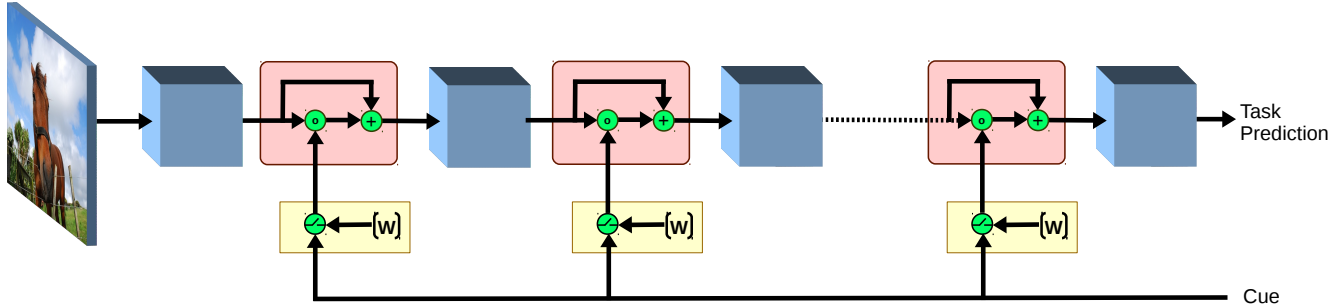 o +
o +
o +
Task
Prediction
(W)
(W)
(W)
Cue